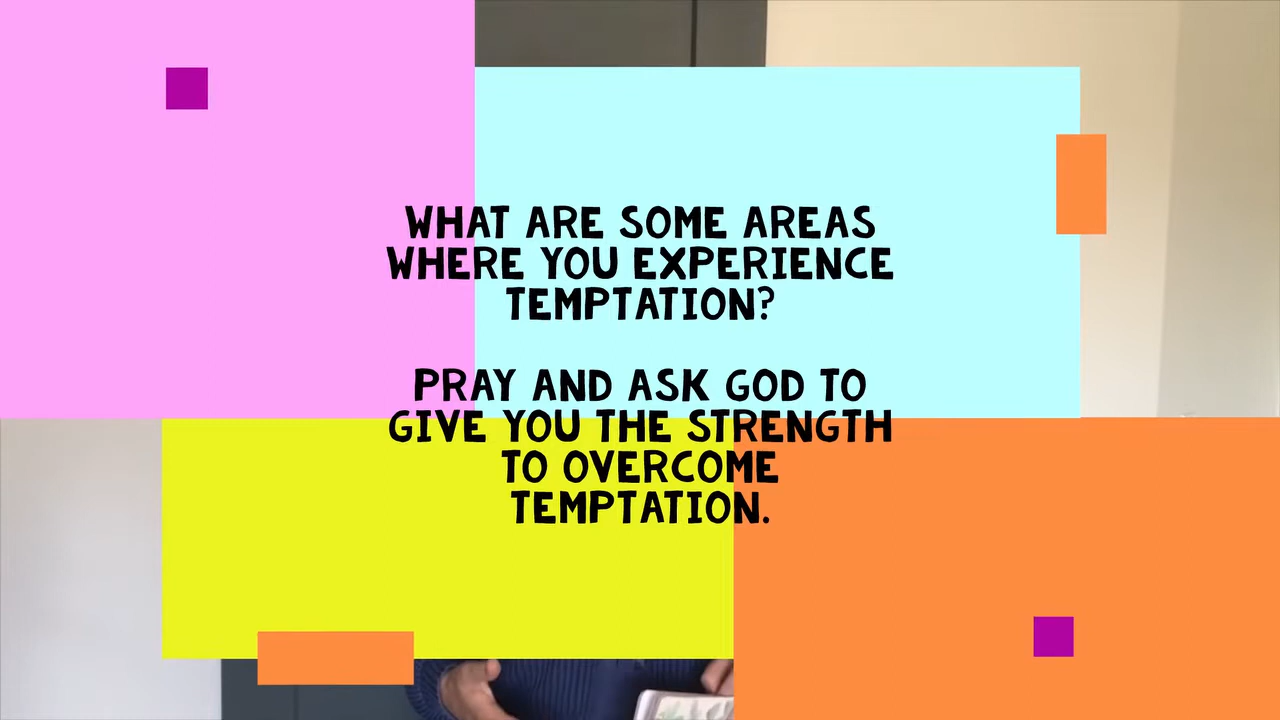 WHAT ARE SOME AREAS
WHERE YOU EXPERIENCE
TEMPTATION?
PRAY AND ASK GOD TO
GIVE YOU THE STRENGTH
TO OVERCOME
TEMPTATION.